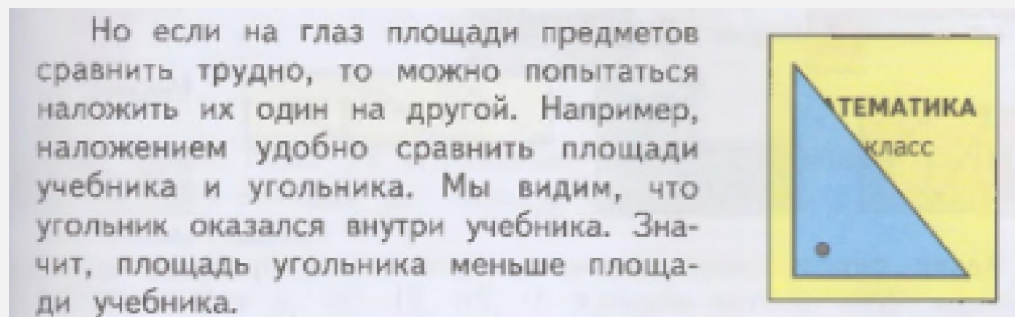 Но если на глаз площади предметов
сравнить трудно, то можно попытаться
наложить их один на другой. Например,
наложением удобно сравнить площади
учебника и угольника. Мы видим, что
угольник оказался внутри учебника. Зна-
чит, площадь угольника меньше площа-
ди учебника.
АТЕМАТИКА
класс